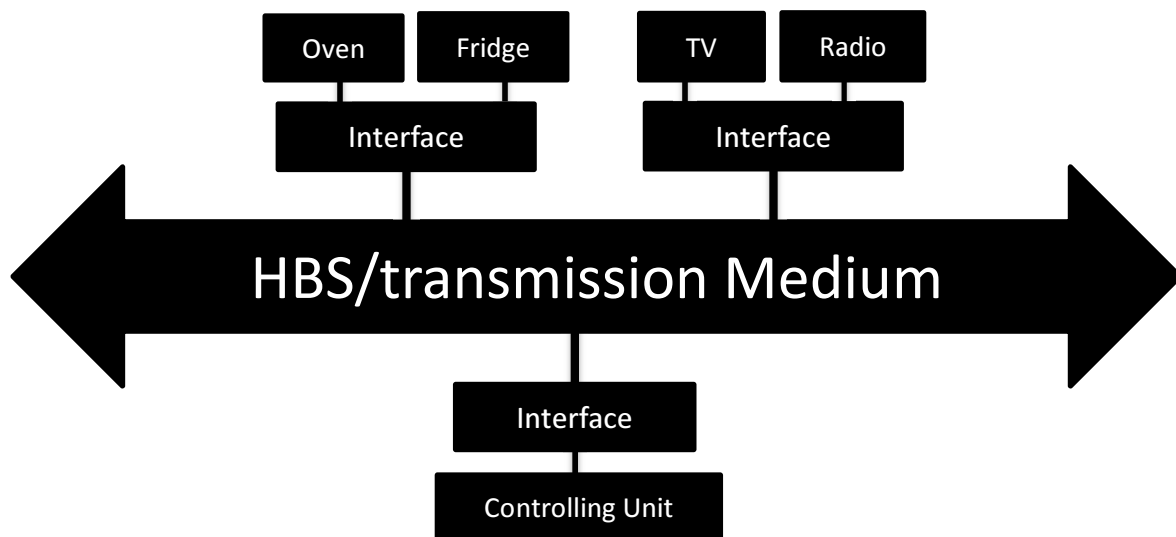 Oven
Fridge
TV
Radio
Interface
Interface
HBS/transmission Medium
Interface
Controlling Unit